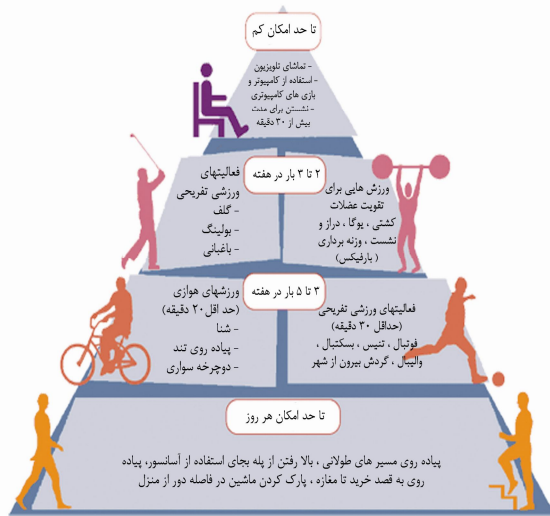 تا حد امکان کم
- تماشای تلویزیون
- استفاده از کامپیوتر و
بازی های کامپیوتری
- نشستن برای مدت
بیش از ۳۰ دقیقه
۲ تا ۳ بار در هفته
ورزش هایی برای
تقویت عضلات
کشتی ، یوگا ، دراز و
نشست ، وزنه برداری
( بارفیکس)
فعالیتهای
ورزشی تفریحی
- گلف
- بولینگ
- باغبانی
۳ تا ۵ بار در هفته
فعالیتهای ورزشی تفریحی
(حداقل ۳۰ دقیقه)
فوتبال ، تنیس ، بسکتبال ،
والیبال ، گردش بیرون از شهر
ورزشهای هوازی
(حد اقل ۲۰ دقیقه)
- شنا
- پیاده روی تند
- دوچرخه سواری
تا حد امکان هر روز
پیاده روی مسیر های طولانی ، بالا رفتن از پله بجای استفاده از آسانسور، پیاده
روی به قصد خرید تا مغازه ، پارک کردن ماشین در فاصله دور از منزل